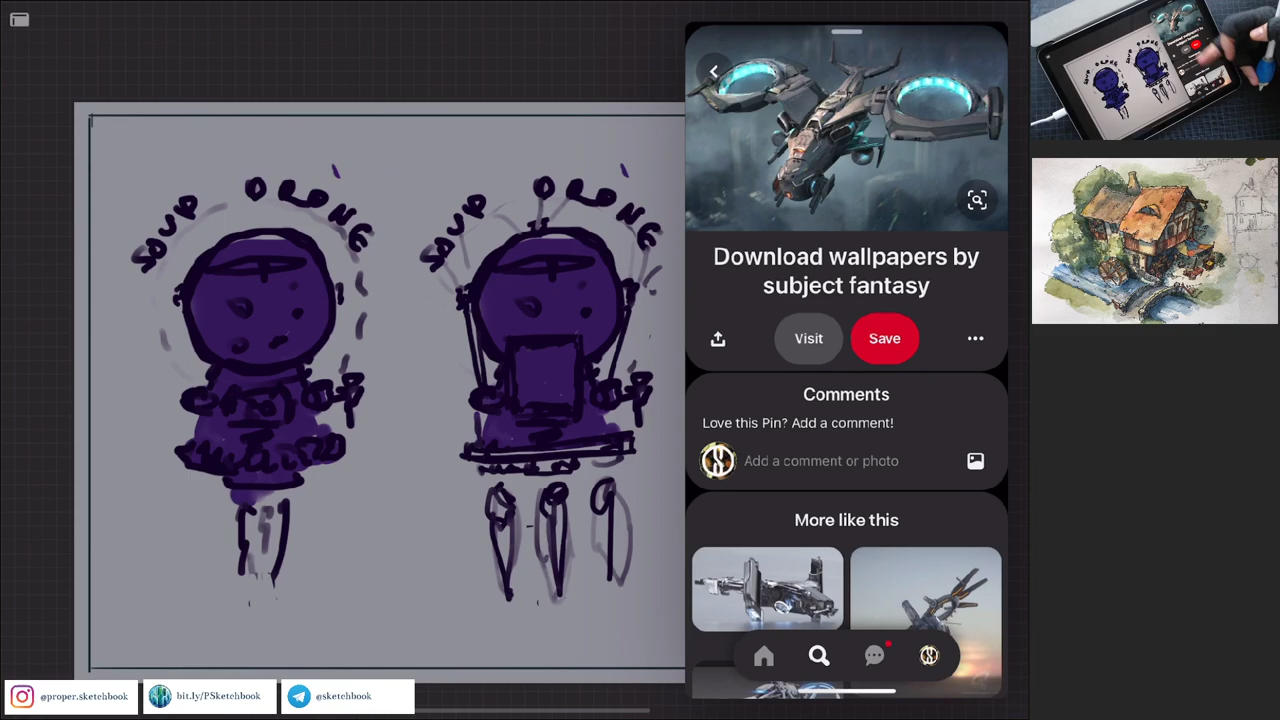 SOUP DRONE
SOUP DRONE
Download wallpapers by
subject fantasy
Visit
Save
Comments
Love this Pin? Add a comment!
Add a comment or photo
More like this
@proper.sketchbook
bit.ly/PSketchbook
@sketchbook